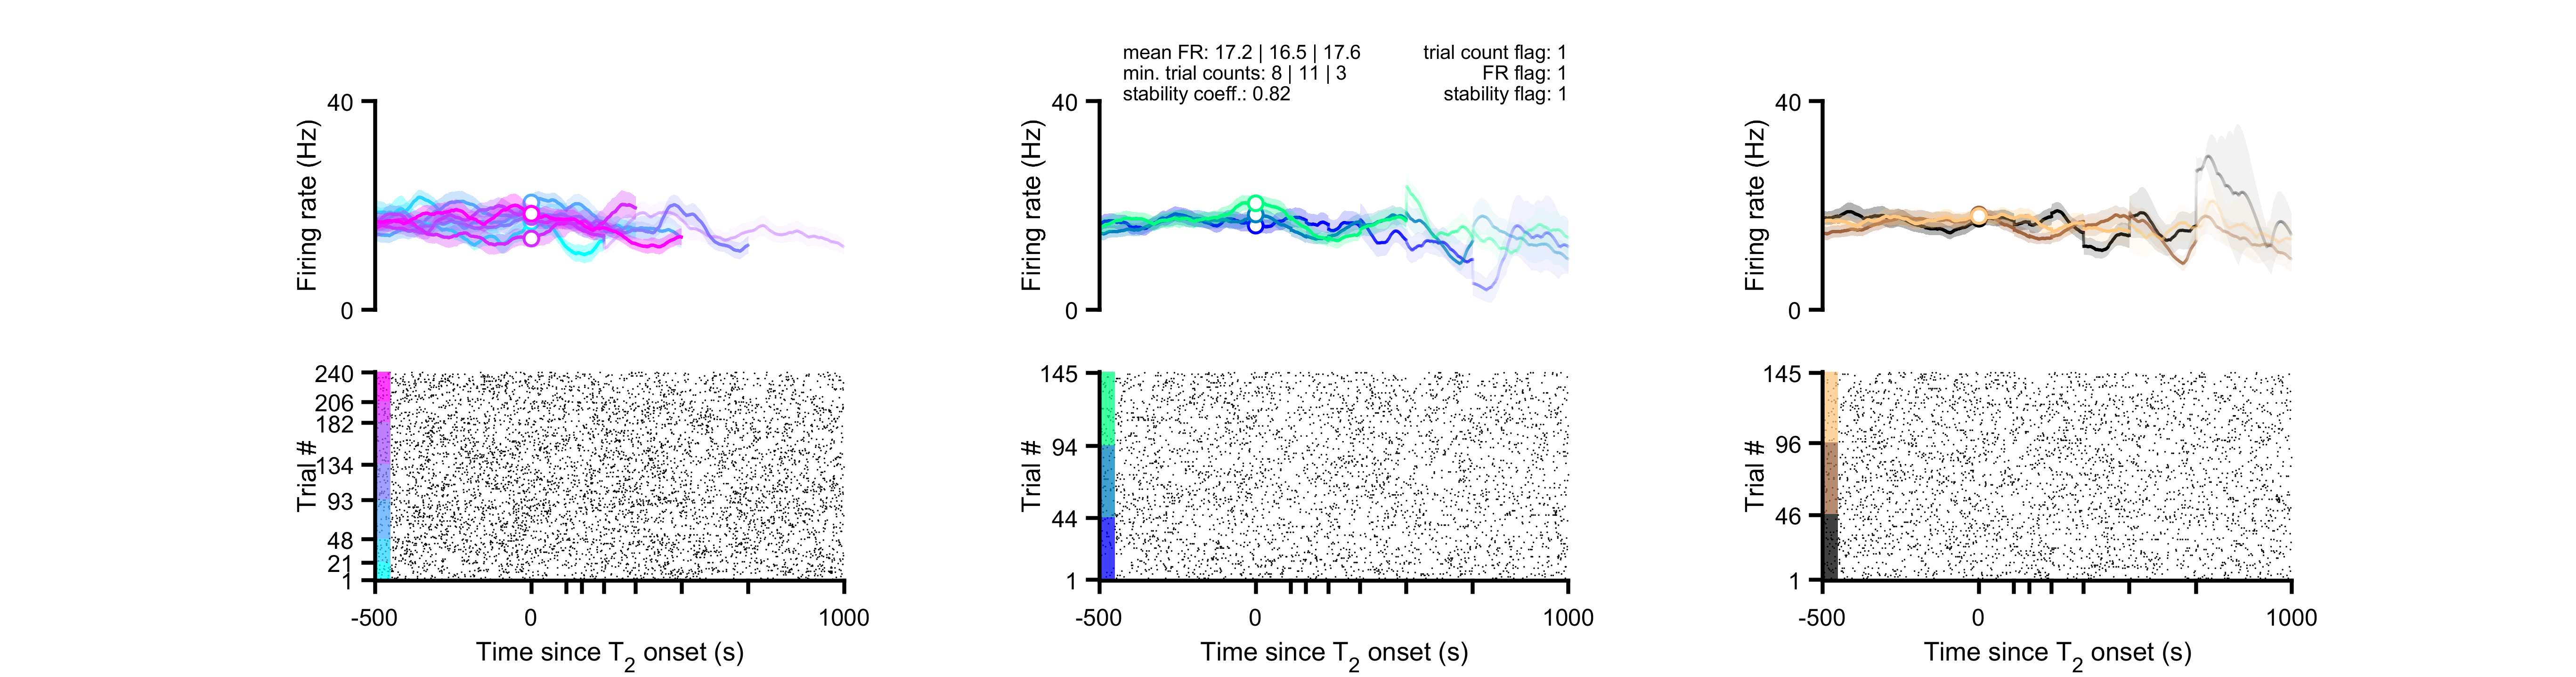 mean FR: 17.2 | 16.5 | 17.6
trial count flag: 1
min. trial counts: 8 | 11 | 3
FR flag: 1
stability coeff.: 0.82
stability flag: 1
40
Firing rate (Hz)
0
40
Firing rate (Hz)
0
40
Firing rate (Hz)
0
240
206
182
134
93
48
21
1
Trial #
-500
0
1000
Time since T2 onset (s)
145
94
44
1
Trial #
-500
0
1000
Time since T2 onset (s)
145
96
46
1
Trial #
-500
0
1000
Time since T2 onset (s)